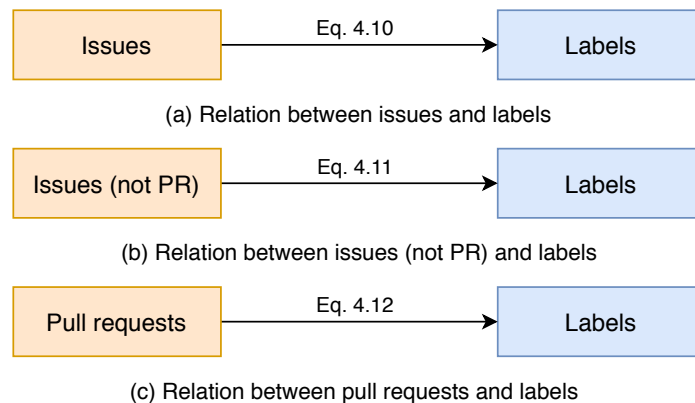 Issues
Eq. 4.10
Labels
(a) Relation between issues and labels
Issues (not PR)
Eq. 4.11
Labels
(b) Relation between issues (not PR) and labels
Pull requests
Eq. 4.12
Labels
(c) Relation between pull requests and labels